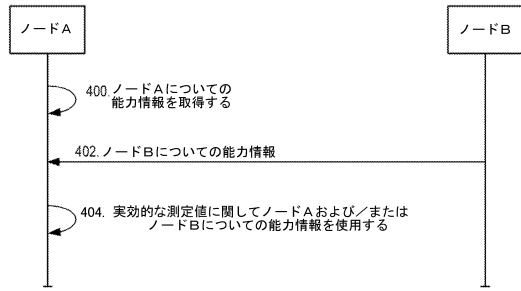 ノードA
ノードB
400.ノードAについての
能力情報を取得する
402.ノードBについての能力情報
404. 実効的な測定値に関してノードAおよび／または
ノードBについての能力情報を使用する